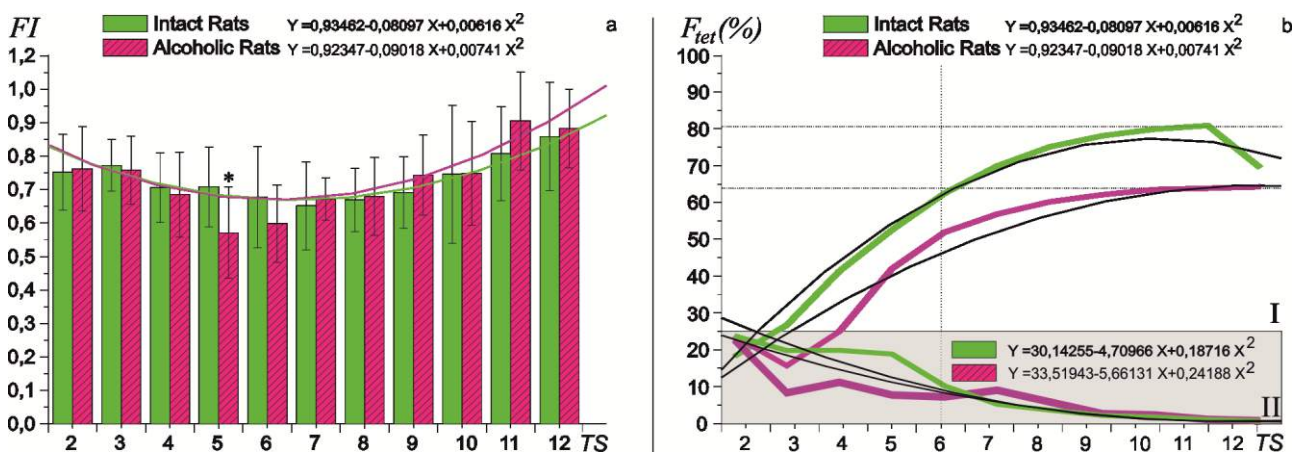 FI
Intact Rats Y=0,93462-0,08097 X+0,00616 X²
Alcoholic Rats Y=0,92347-0,09018 X+0,00741 X²
a
1,2
1,1
1,0
0,9
0,8
0,7
0,6
0,5
0,4
0,3
0,2
0,1
0,0
*
2 3 4 5 6 7 8 9 10 11 12 TS
F_tet(%)
Intact Rats Y=0,93462-0,08097 X+0,00616 X²
Alcoholic Rats Y=0,92347-0,09018 X+0,00741 X²
b
100
90
80
70
60
50
40
30
20
10
0
I
Y=30,14255-4,70966 X+0,18716 X²
Y=33,51943-5,66131 X+0,24188 X²
II
2 3 4 5 6 7 8 9 10 11 12 TS